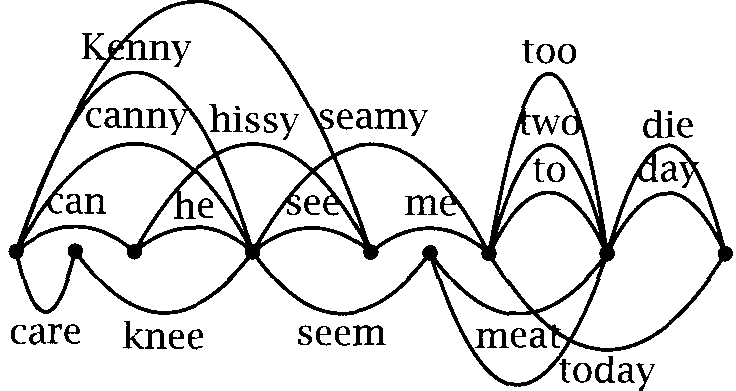 Kenny
too
canny hissy seamy two die
can he see me to day
care knee seem meat today